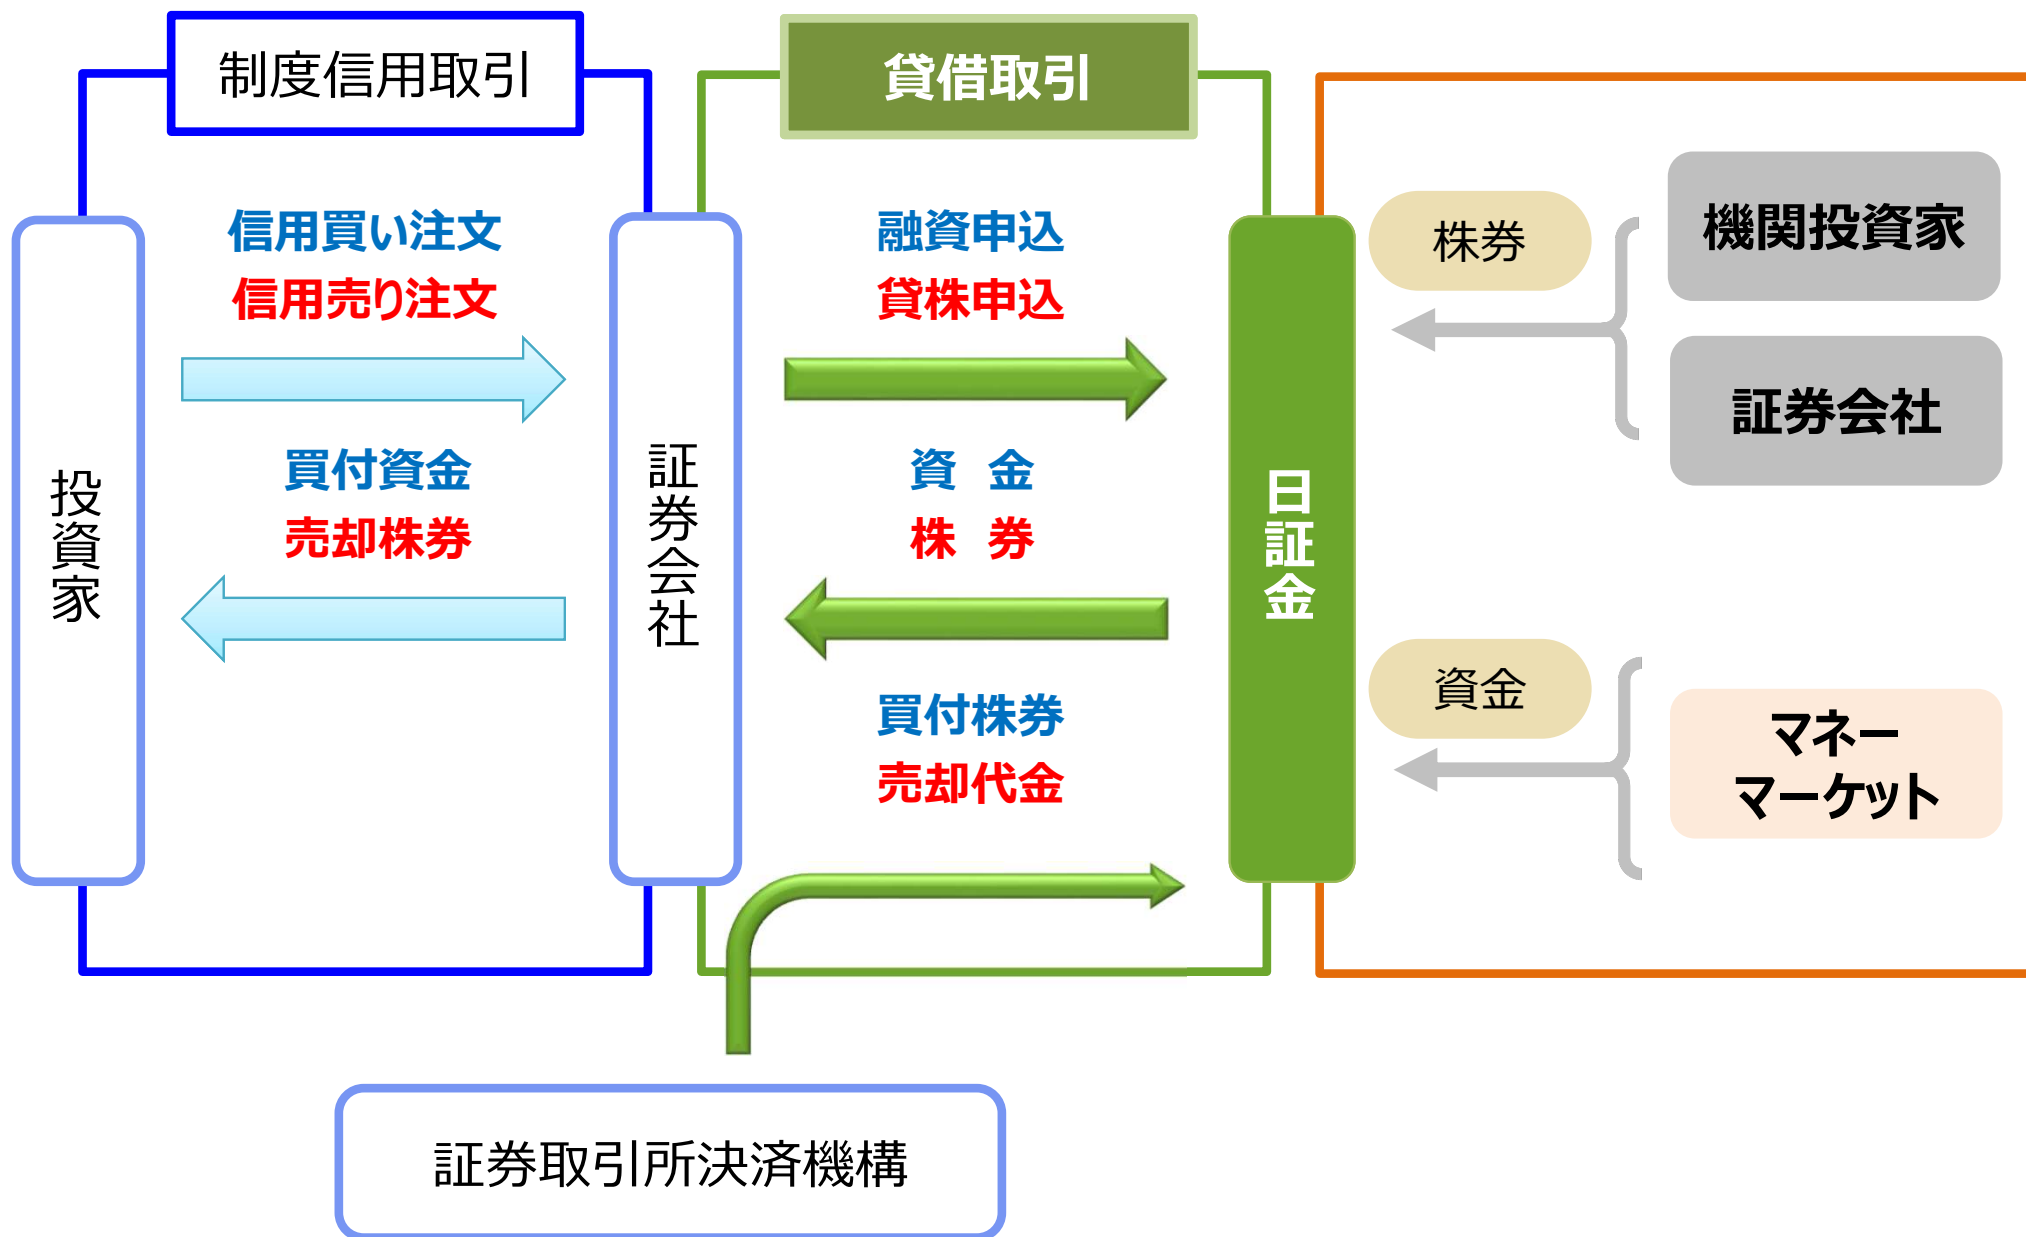 制度信用取引
貸借取引
信用買い注文
信用売り注文
買付資金
売却株券
投資家
証券会社
融資申込
貸株申込
資 金
株 券
買付株券
売却代金
日証金
株券
機関投資家
証券会社
資金
マネー
マーケット
証券取引所決済機構